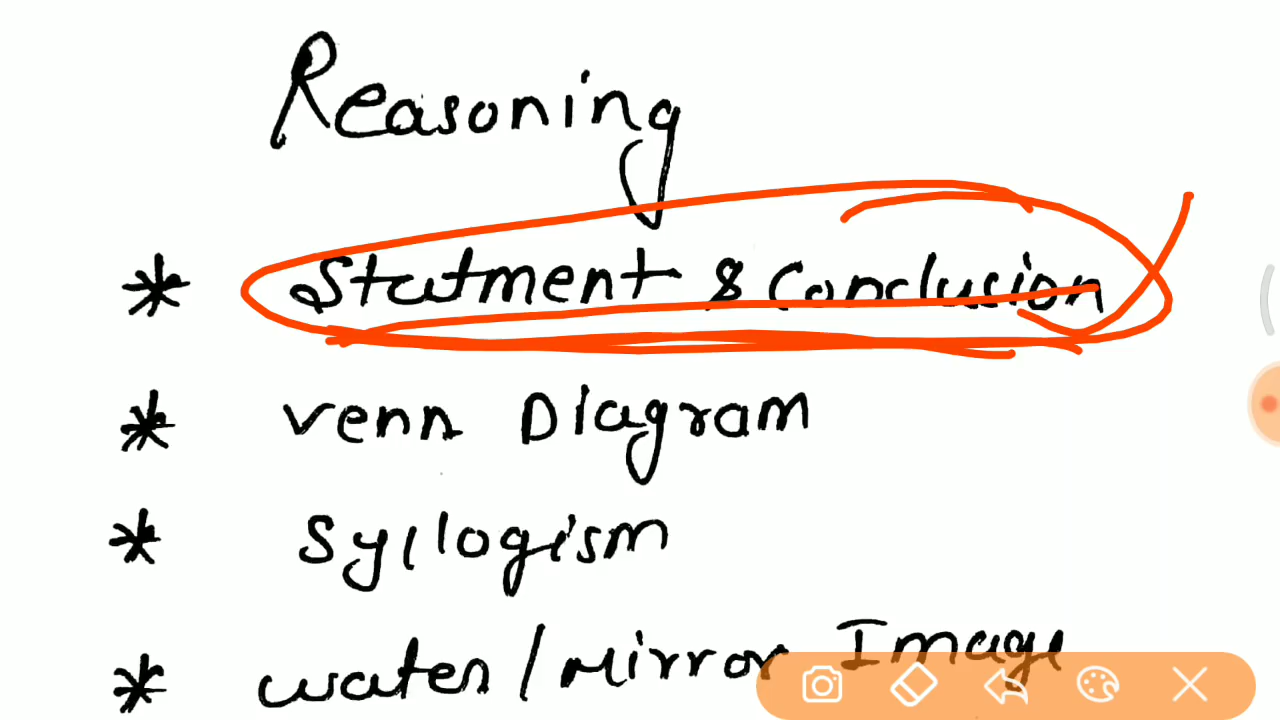 Reasoning
* Statment & Conclusion
* Venn Diagram
* Syllogism
* water/Mirror Image